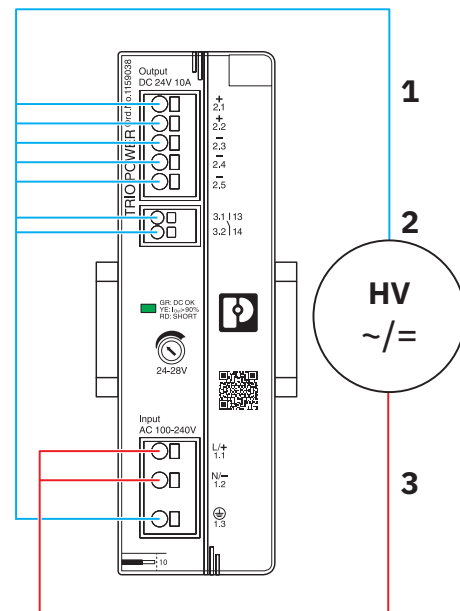 TRIO POWER Ord.No.1159038
Output
DC 24V 10A
+
2.1
+
2.2
−
2.3
−
2.4
−
2.5
3.1 13
3.2 14
GR: DC OK
YE: IOut>90%
RD: SHORT
24-28V
Input
AC 100-240V
L/+
1.1
N/−
1.2
1.3
10
1
2
HV
~/=
3